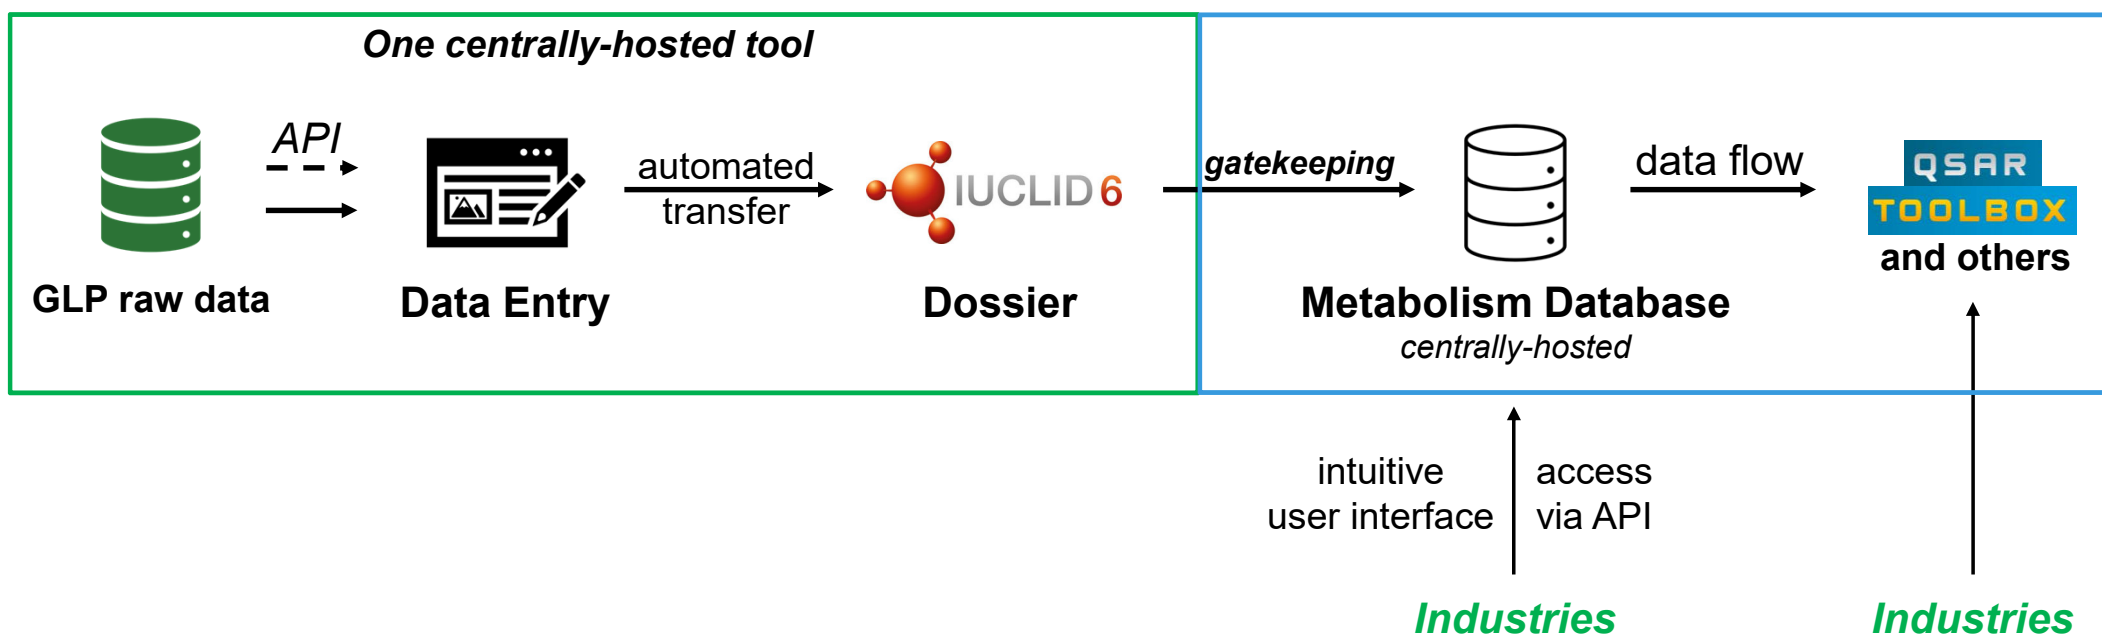 One centrally-hosted tool
API
GLP raw data
Data Entry
automated
transfer
IUCLID 6
Dossier
gatekeeping
Metabolism Database
centrally-hosted
data flow
QSAR
TOOLBOX
and others
intuitive
user interface
access
via API
Industries
Industries